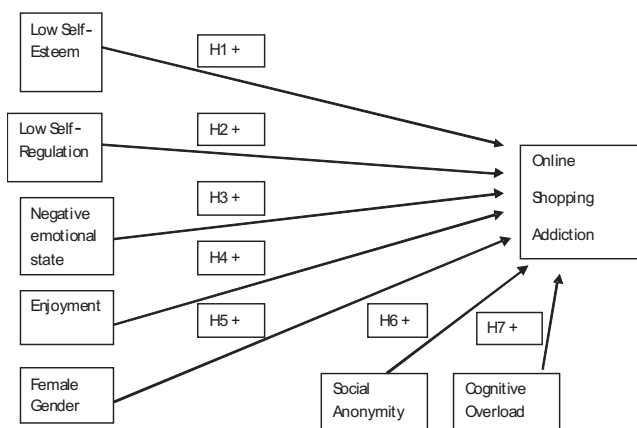 Low Self-
Esteem
H1 +
Low Self-
Regulation
H2 +
Online
Shopping
Addiction
Negative
emotional
state
H3 +
H4 +
Enjoyment
H5 +
H6 +
H7 +
Female
Gender
Social
Anonymity
Cognitive
Overload